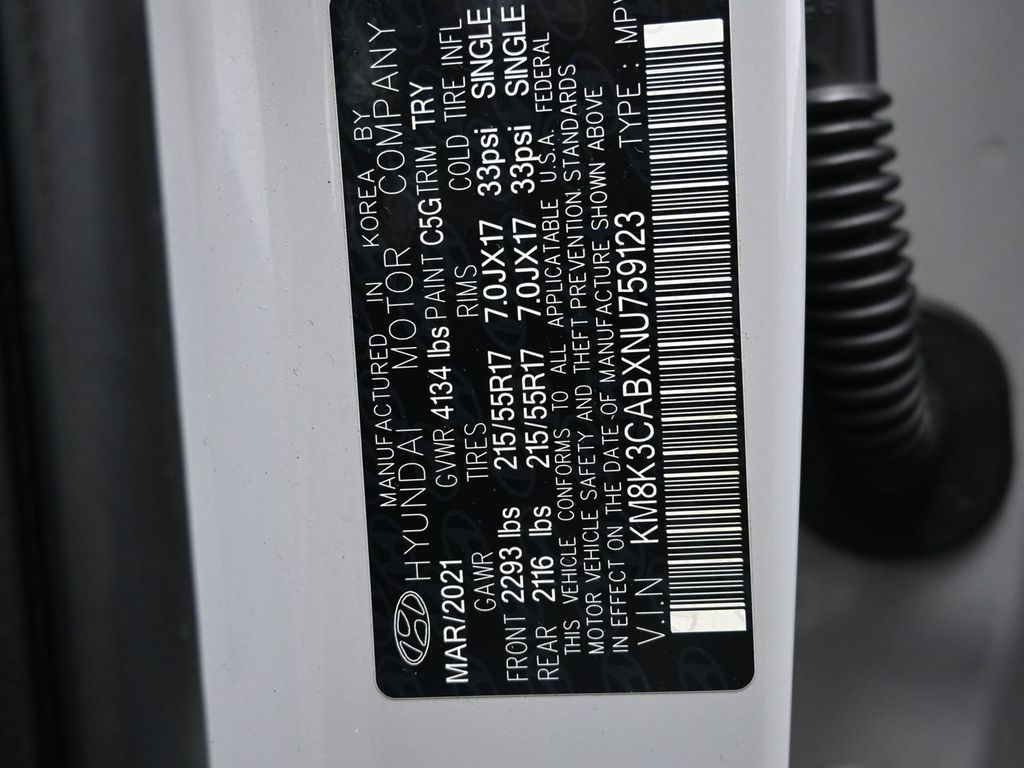 MANUFACTURED IN KOREA BY
HYUNDAI MOTOR COMPANY
MAR/2021 GVWR 4134 lbs PAINT C5G TRIM TRY
GAWR TIRES RIMS COLD TIRE INFL
FRONT 2293 lbs 215/55R17 7.0JX17 33psi SINGLE
REAR 2116 lbs 215/55R17 7.0JX17 33psi SINGLE
THIS VEHICLE CONFORMS TO ALL APPLICATABLE U.S.A. FEDERAL
MOTOR VEHICLE SAFETY AND THEFT PREVENTION STANDARDS
IN EFFECT ON THE DATE OF MANUFACTURE SHOWN ABOVE
V.I.N KM8K3CABXNU759123 TYPE : MPV